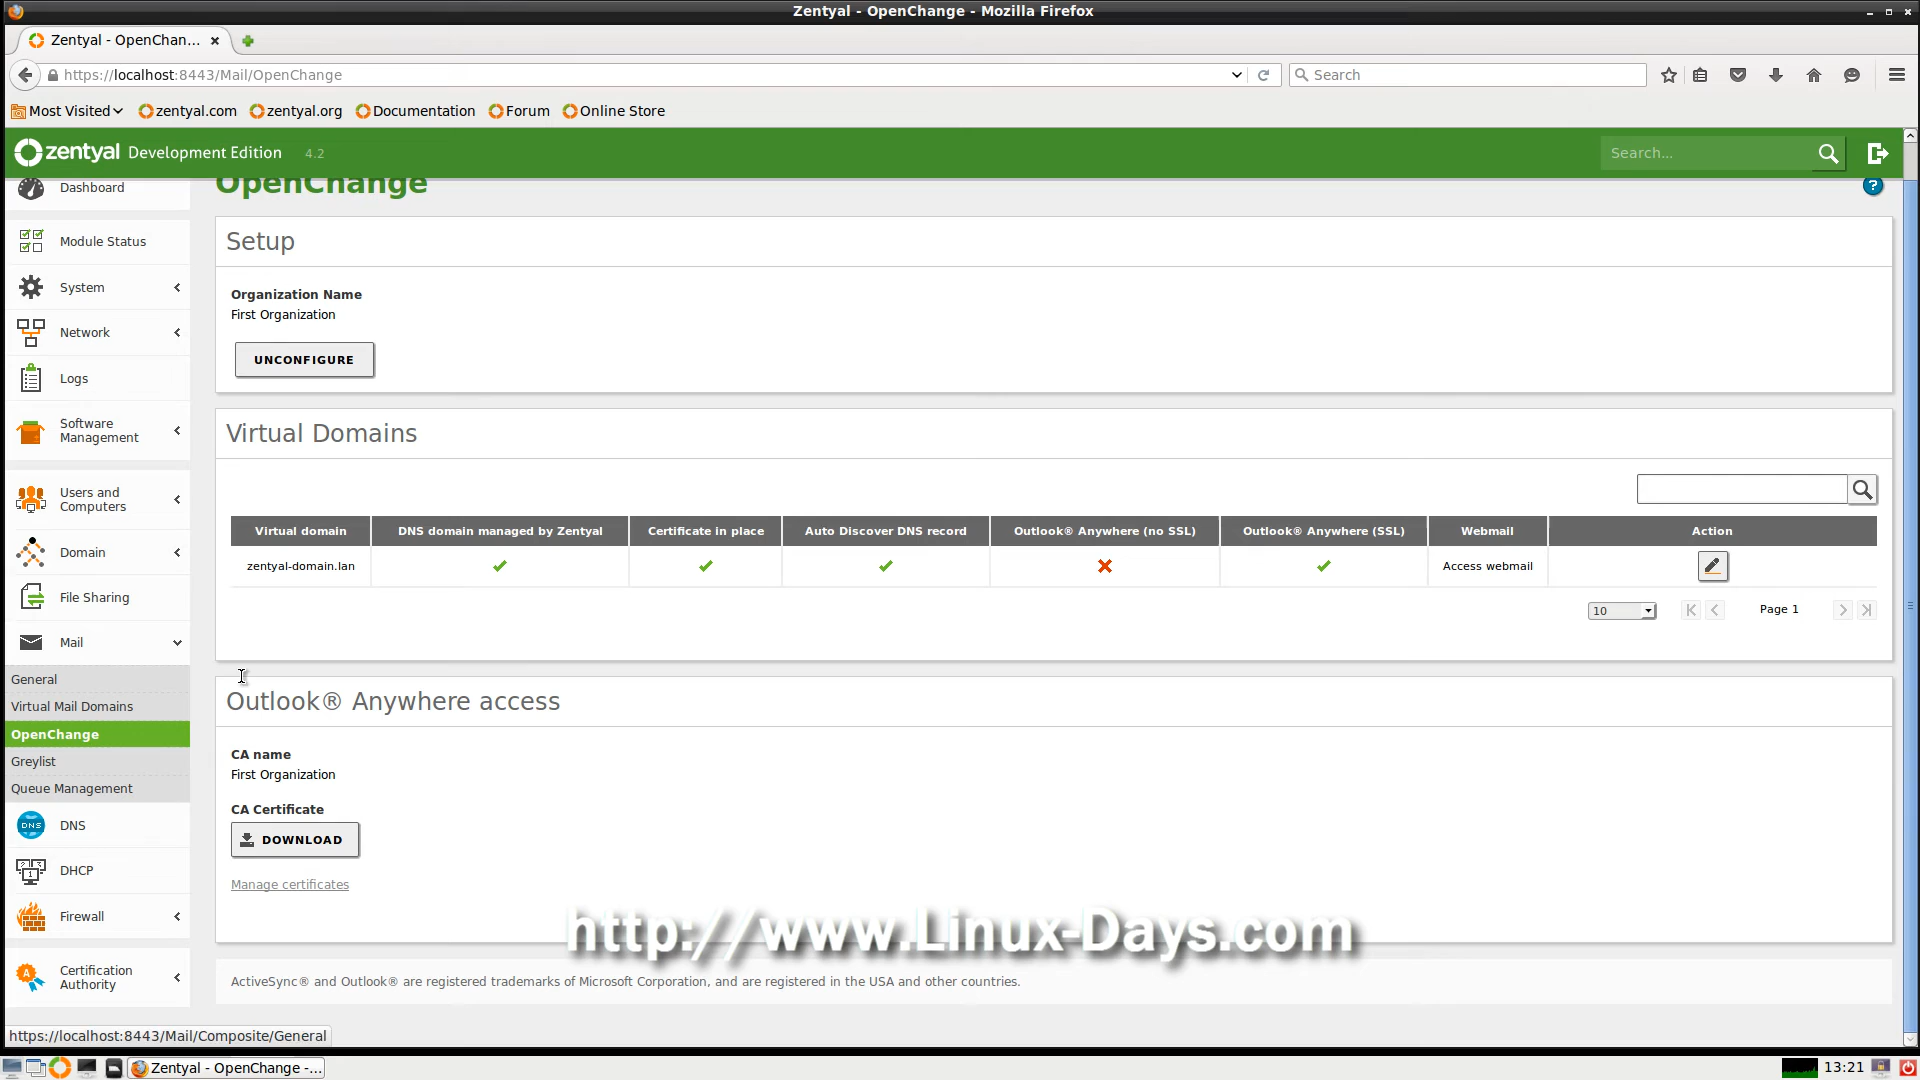 Zentyal - OpenChange - Mozilla Firefox
Zentyal - OpenChan...
https://localhost:8443/Mail/OpenChange
Search
Most Visited
zentyal.com
zentyal.org
Documentation
Forum
Online Store
zentyal Development Edition 4.2
Search...
Dashboard
OpenChange
?
Module Status
System
Network
Logs
Software
Management
Users and
Computers
Domain
File Sharing
Mail
General
Virtual Mail Domains
OpenChange
Greylist
Queue Management
DNS
DNS
DHCP
Firewall
Certification
Authority
Setup
Organization Name
First Organization
UNCONFIGURE
Virtual Domains
Virtual domain DNS domain managed by Zentyal Certificate in place Auto Discover DNS record Outlook® Anywhere (no SSL) Outlook® Anywhere (SSL) Webmail Action
zentyal-domain.lan Access webmail
10 Page 1
Outlook® Anywhere access
CA name
First Organization
CA Certificate
DOWNLOAD
Manage certificates
http://www.Linux-Days.com
ActiveSync® and Outlook® are registered trademarks of Microsoft Corporation, and are registered in the USA and other countries.
https://localhost:8443/Mail/Composite/General
Zentyal - OpenChange -...
13:21